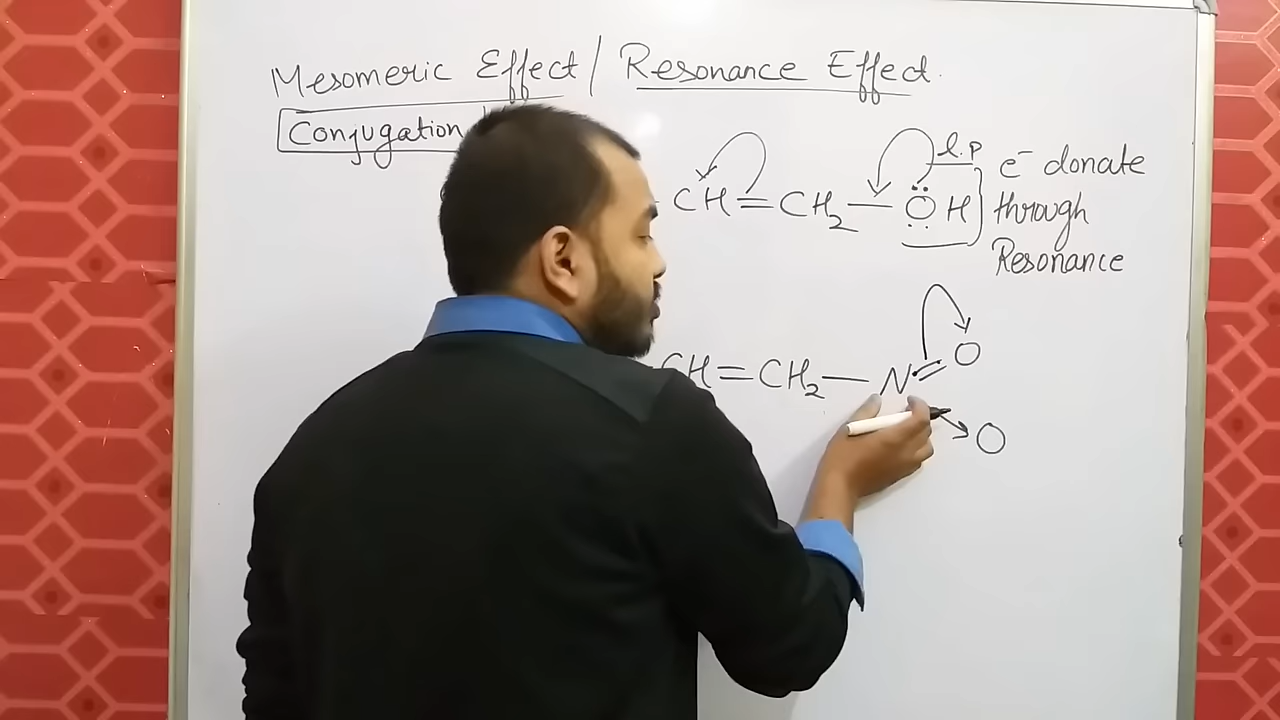 Mesomeric Effect / Resonance Effect.
Conjugation
CH=CH2—ÖH l.p e⁻ donate
through
Resonance
CH=CH2—N=O
→O